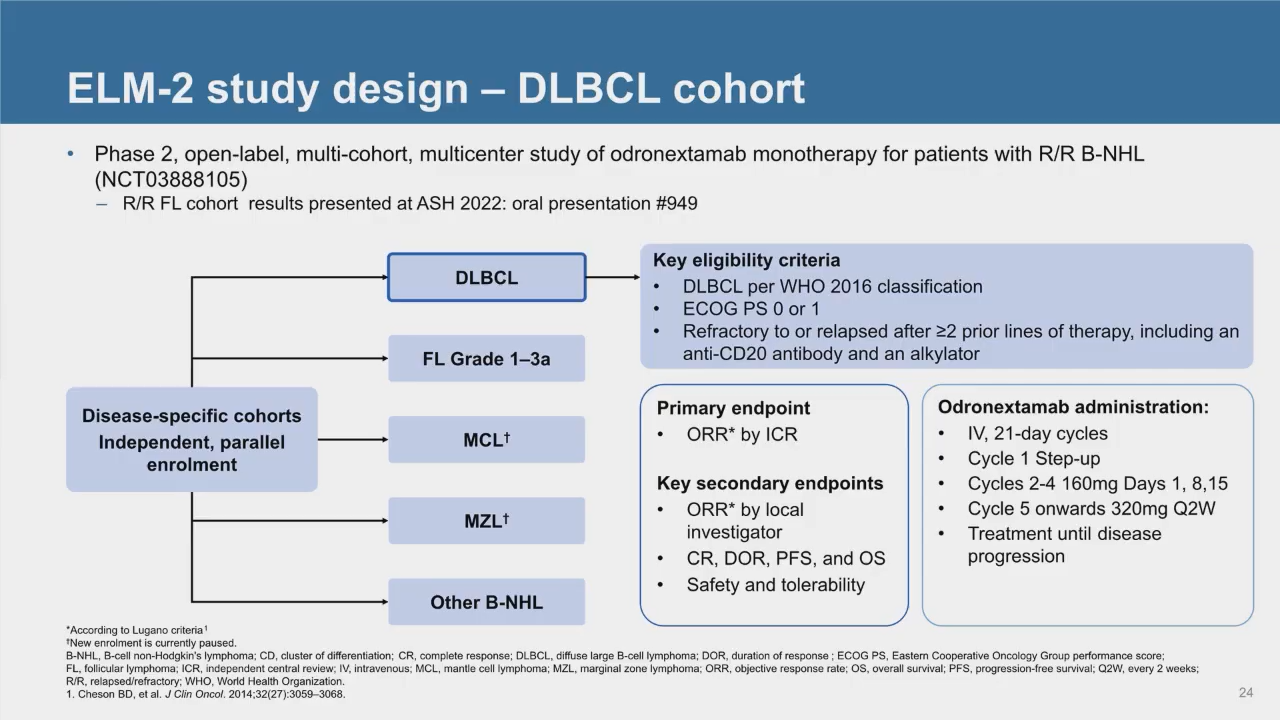 ELM-2 study design – DLBCL cohort
• Phase 2, open-label, multi-cohort, multicenter study of odronextamab monotherapy for patients with R/R B-NHL
(NCT03888105)
– R/R FL cohort results presented at ASH 2022: oral presentation #949
Disease-specific cohorts
Independent, parallel
enrolment
DLBCL
FL Grade 1–3a
MCL†
MZL†
Other B-NHL
Key eligibility criteria
• DLBCL per WHO 2016 classification
• ECOG PS 0 or 1
• Refractory to or relapsed after ≥2 prior lines of therapy, including an
anti-CD20 antibody and an alkylator
Primary endpoint
• ORR* by ICR
Key secondary endpoints
• ORR* by local
investigator
• CR, DOR, PFS, and OS
• Safety and tolerability
Odronextamab administration:
• IV, 21-day cycles
• Cycle 1 Step-up
• Cycles 2-4 160mg Days 1, 8,15
• Cycle 5 onwards 320mg Q2W
• Treatment until disease
progression
*According to Lugano criteria¹
†New enrolment is currently paused.
B-NHL, B-cell non-Hodgkin's lymphoma; CD, cluster of differentiation; CR, complete response; DLBCL, diffuse large B-cell lymphoma; DOR, duration of response ; ECOG PS, Eastern Cooperative Oncology Group performance score;
FL, follicular lymphoma; ICR, independent central review; IV, intravenous; MCL, mantle cell lymphoma; MZL, marginal zone lymphoma; ORR, objective response rate; OS, overall survival; PFS, progression-free survival; Q2W, every 2 weeks;
R/R, relapsed/refractory; WHO, World Health Organization.
1. Cheson BD, et al. J Clin Oncol. 2014;32(27):3059–3068.
24